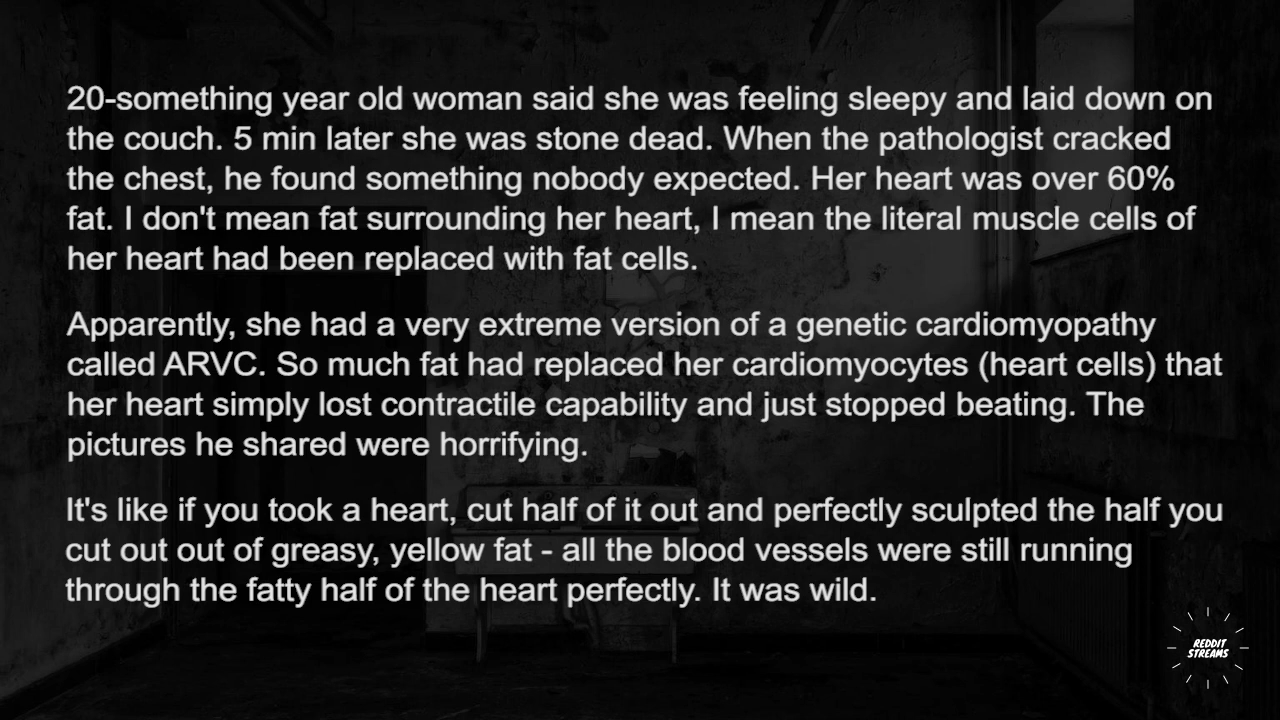 20-something year old woman said she was feeling sleepy and laid down on
the couch. 5 min later she was stone dead. When the pathologist cracked
the chest, he found something nobody expected. Her heart was over 60%
fat. I don't mean fat surrounding her heart, I mean the literal muscle cells of
her heart had been replaced with fat cells.
Apparently, she had a very extreme version of a genetic cardiomyopathy
called ARVC. So much fat had replaced her cardiomyocytes (heart cells) that
her heart simply lost contractile capability and just stopped beating. The
pictures he shared were horrifying.
It's like if you took a heart, cut half of it out and perfectly sculpted the half you
cut out out of greasy, yellow fat - all the blood vessels were still running
through the fatty half of the heart perfectly. It was wild.
REDDIT
STREAMS